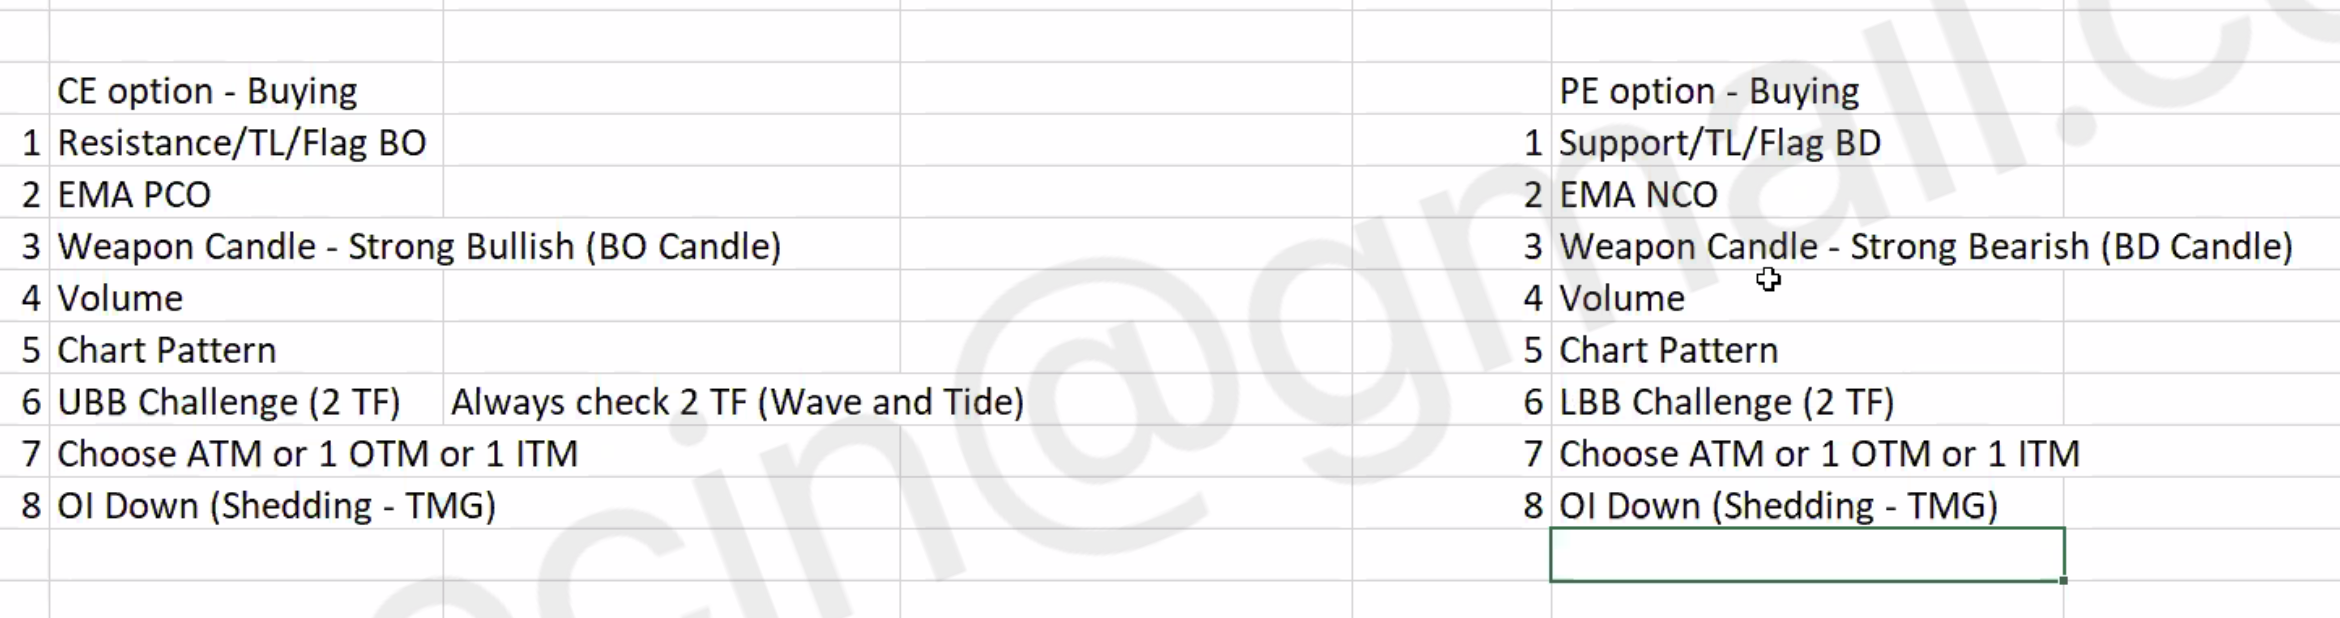 CE option - Buying
1 Resistance/TL/Flag BO
2 EMA PCO
3 Weapon Candle - Strong Bullish (BO Candle)
4 Volume
5 Chart Pattern
6 UBB Challenge (2 TF) Always check 2 TF (Wave and Tide)
7 Choose ATM or 1 OTM or 1 ITM
8 OI Down (Shedding - TMG)
PE option - Buying
1 Support/TL/Flag BD
2 EMA NCO
3 Weapon Candle - Strong Bearish (BD Candle)
4 Volume
5 Chart Pattern
6 LBB Challenge (2 TF)
7 Choose ATM or 1 OTM or 1 ITM
8 OI Down (Shedding - TMG)